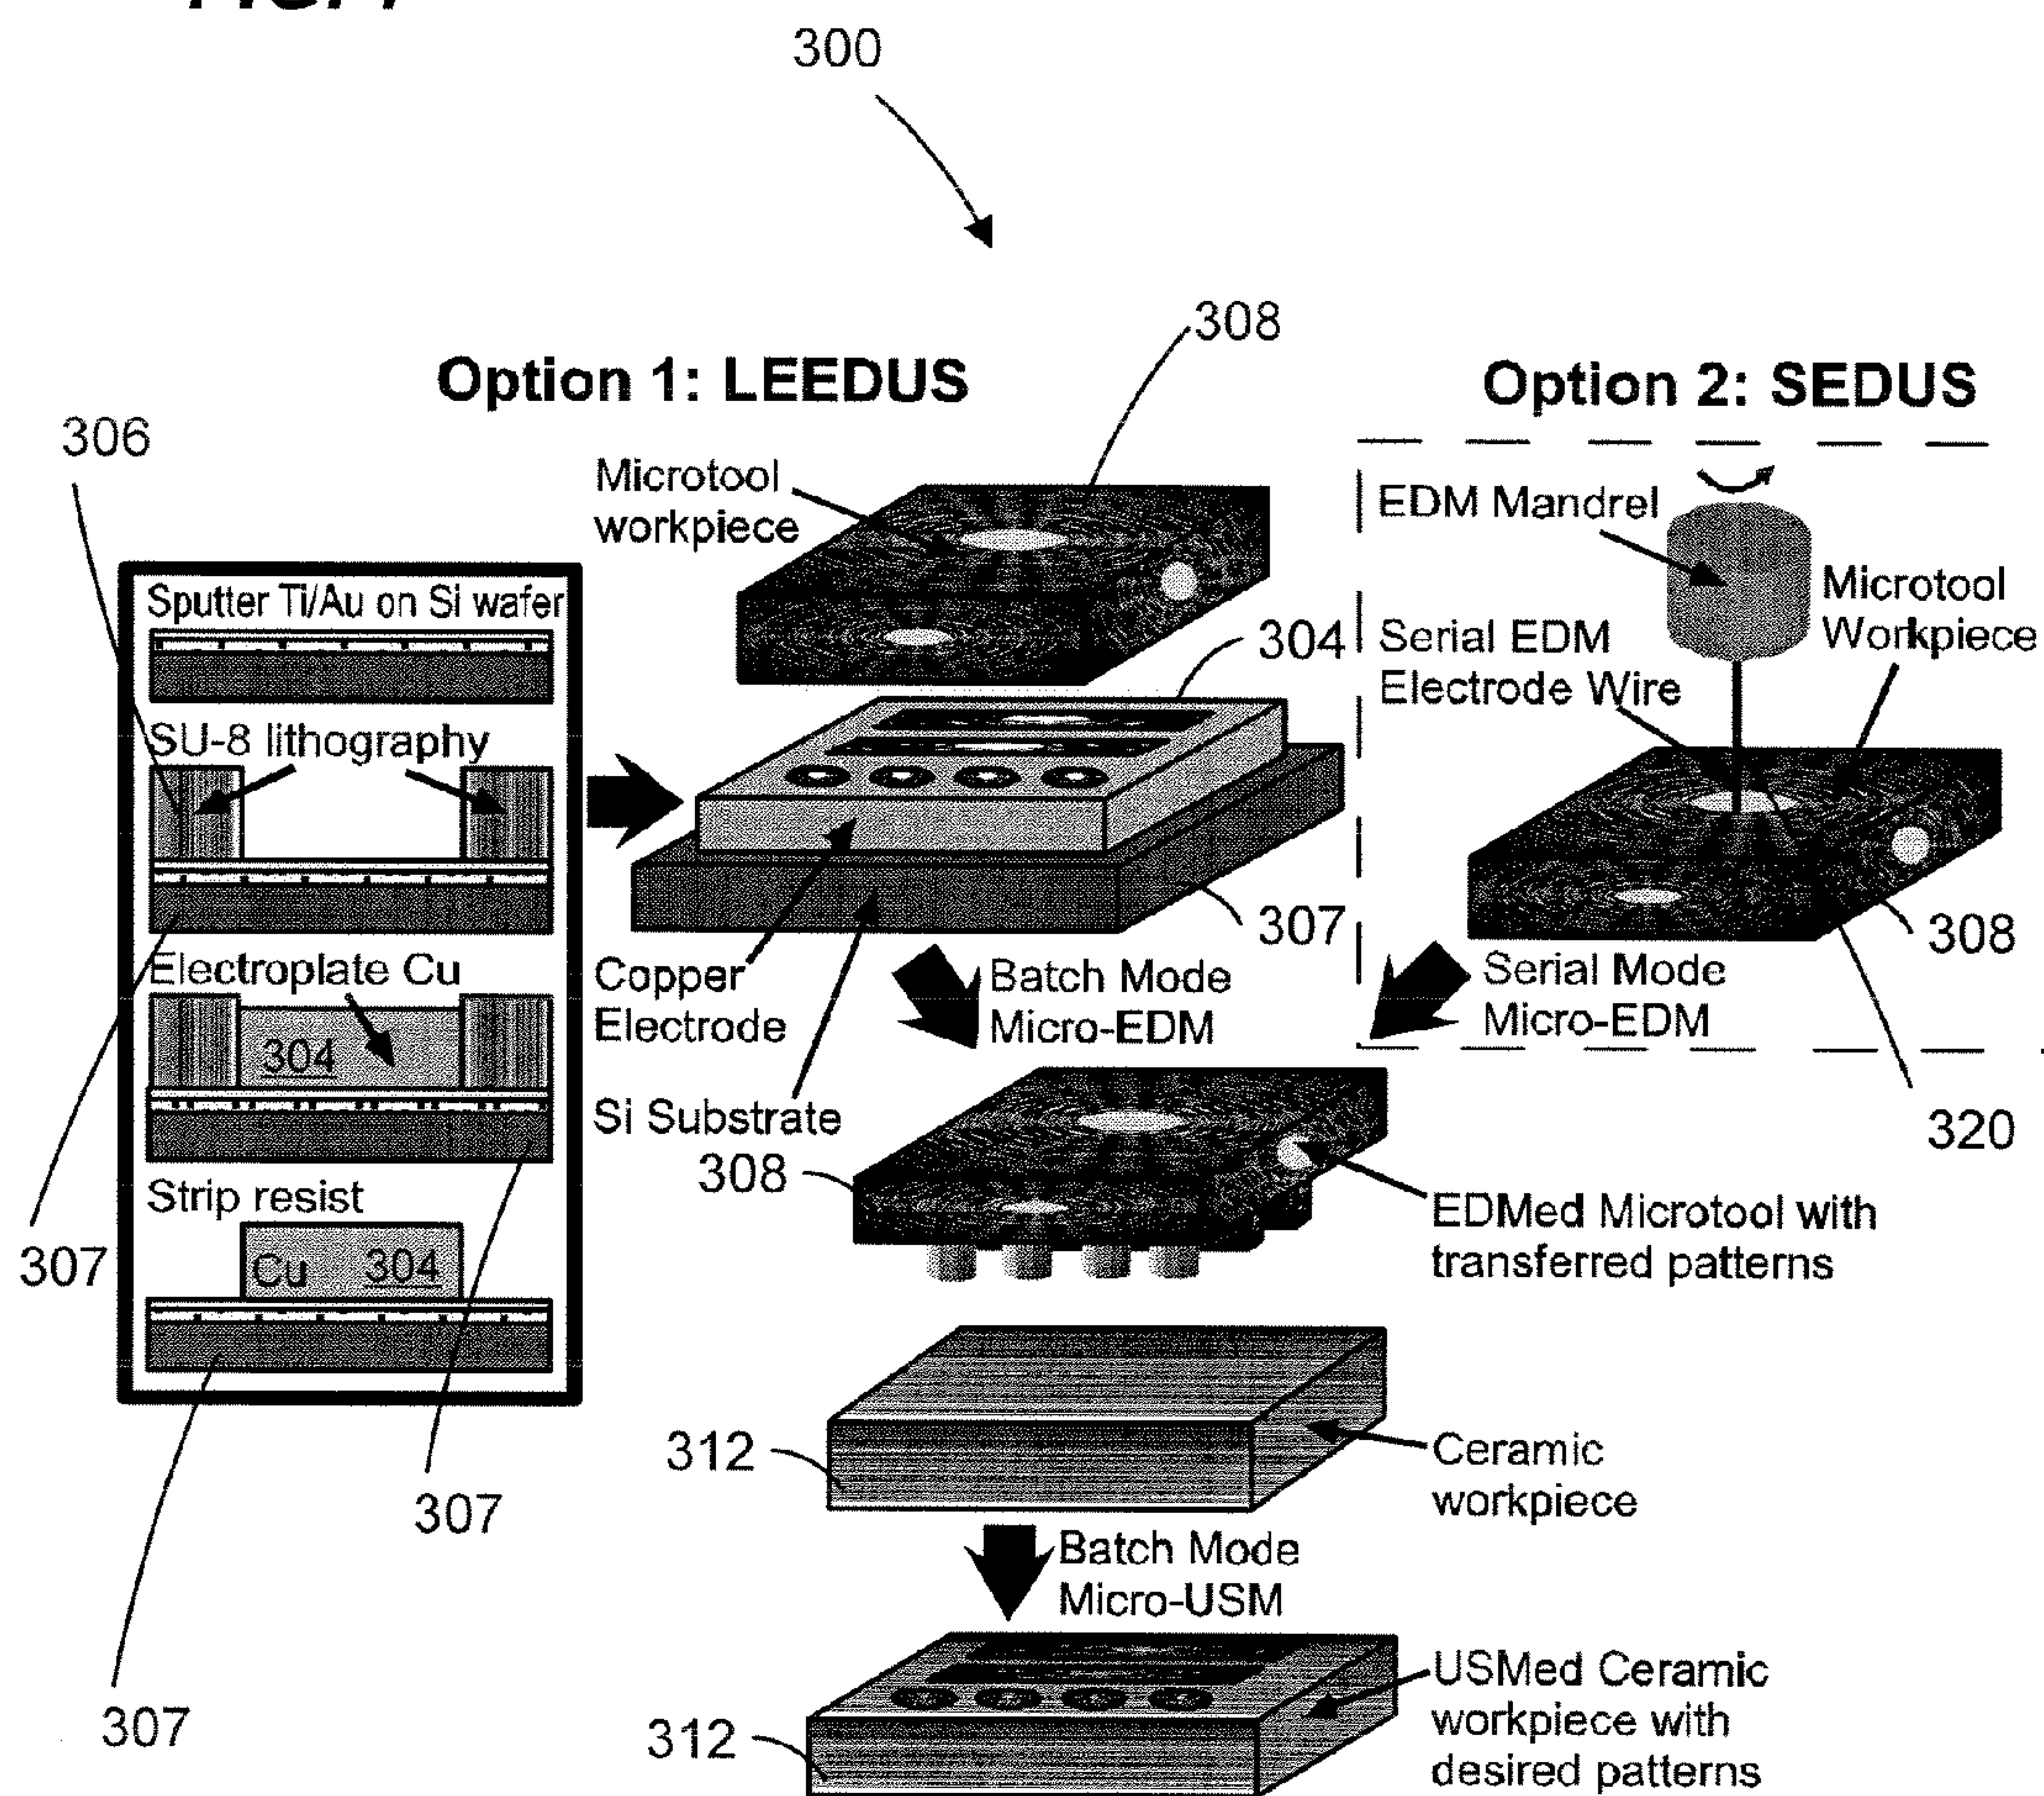 300
308
Option 1: LEEDUS
Option 2: SEDUS
306
Microtool
workpiece
EDM Mandrel
Microtool
Workpiece
Sputter Ti/Au on Si wafer
304
Serial EDM
Electrode Wire
SU-8 lithography
307
308
Electroplate Cu
Copper
Electrode
Batch Mode
Micro-EDM
Serial Mode
Micro-EDM
304
Si Substrate
320
308
Strip resist
EDMed Microtool with
transferred patterns
307
Cu 304
312
Ceramic
workpiece
307
Batch Mode
Micro-USM
307
312
USMed Ceramic
workpiece with
desired patterns